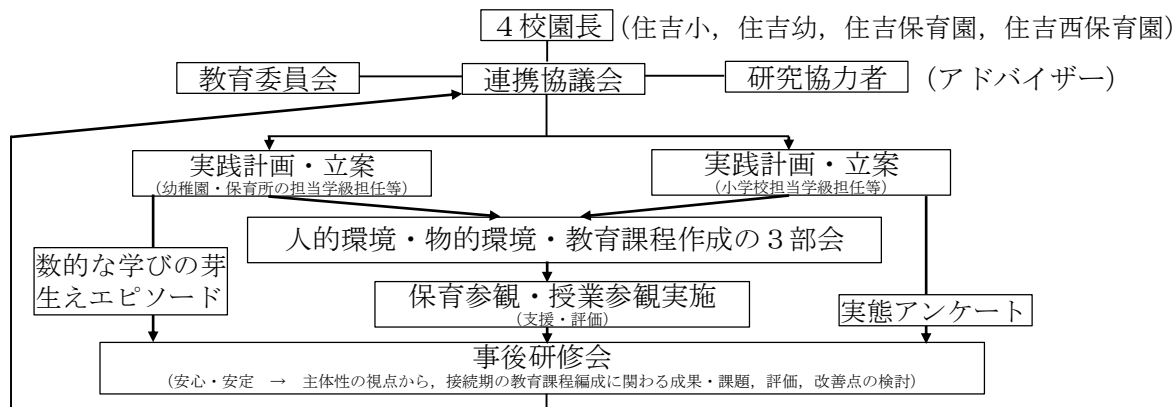 ４校園長 (住吉小，住吉幼，住吉保育園，住吉西保育園)
教育委員会
連携協議会
研究協力者 (アドバイザー)
実践計画・立案
(幼稚園・保育所の担当学級担任等)
実践計画・立案
(小学校担当学級担任等)
人的環境・物的環境・教育課程作成の３部会
数的な学びの芽
生えエピソード
保育参観・授業参観実施
(支援・評価)
実態アンケート
事後研修会
(安心・安定　→　主体性の視点から，接続期の教育課程編成に関わる成果・課題，評価，改善点の検討)